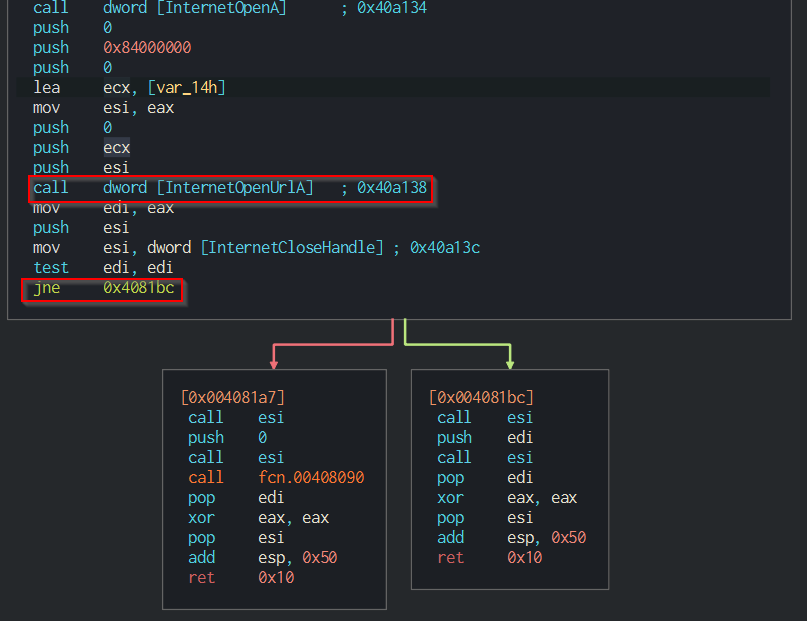 call dword [InternetOpenA] ; 0x40a134
push 0
push 0x84000000
push 0
lea ecx, [var_14h]
mov esi, eax
push 0
push ecx
push esi
call dword [InternetOpenUrlA] ; 0x40a138
mov edi, eax
push esi
mov esi, dword [InternetCloseHandle] ; 0x40a13c
test edi, edi
jne 0x4081bc
[0x004081a7]
call esi
push 0
call esi
call fcn.00408090
pop edi
xor eax, eax
pop esi
add esp, 0x50
ret 0x10
[0x004081bc]
call esi
push edi
call esi
pop edi
xor eax, eax
pop esi
add esp, 0x50
ret 0x10